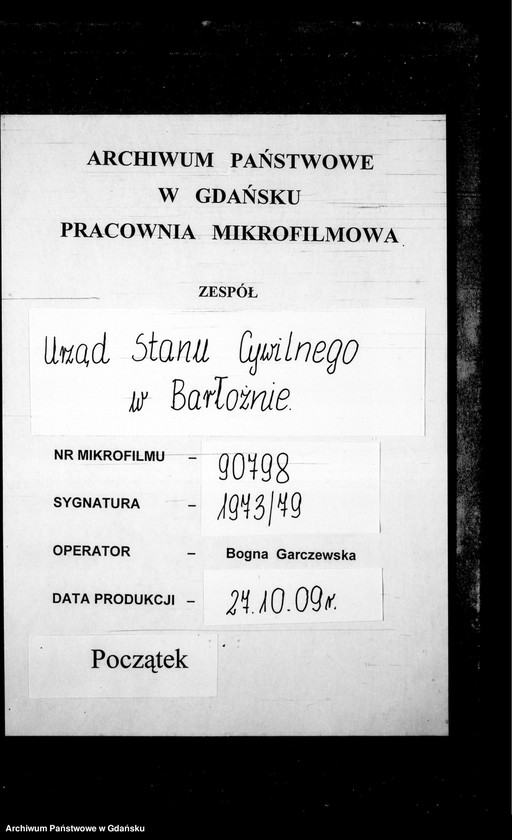 ARCHIWUM PAŃSTWOWE
W GDAŃSKU
PRACOWNIA MIKROFILMOWA
ZESPÓŁ
Urząd Stanu Cywilnego
w Barłożnie.
NR MIKROFILMU – 90798
SYGNATURA – 1973/79
OPERATOR – Bogna Garczewska
DATA PRODUKCJI – 27.10.09r.
Początek
Archiwum Państwowe w Gdańsku